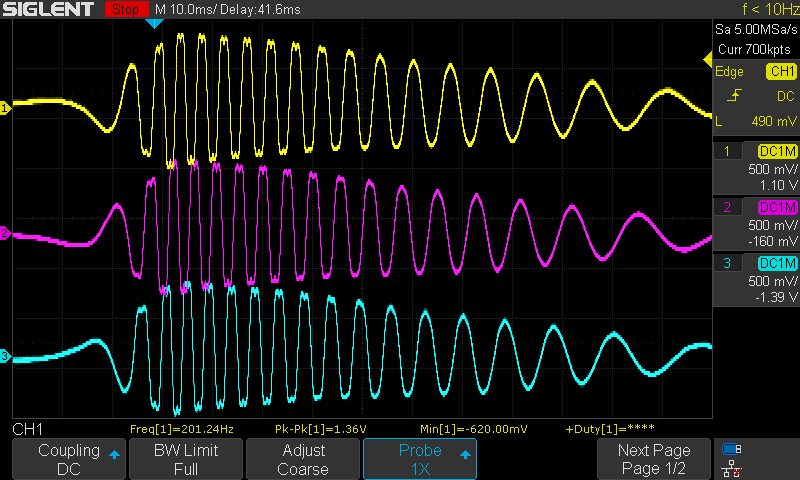 SIGLENT Stop M 10.0ms/ Delay:41.6ms f < 10Hz
Sa 5.00MSa/s
Curr 700kpts
Edge CH1
DC
L 490 mV
1 DC1M
500 mV/
1.10 V
2 DC1M
500 mV/
-160 mV
3 DC1M
500 mV/
-1.39 V
1
2
3
CH1 Freq[1]=201.24Hz Pk-Pk[1]=1.36V Min[1]=-620.00mV +Duty[1]=****
Coupling
DC
BW Limit
Full
Adjust
Coarse
Probe
1X
Next Page
Page 1/2